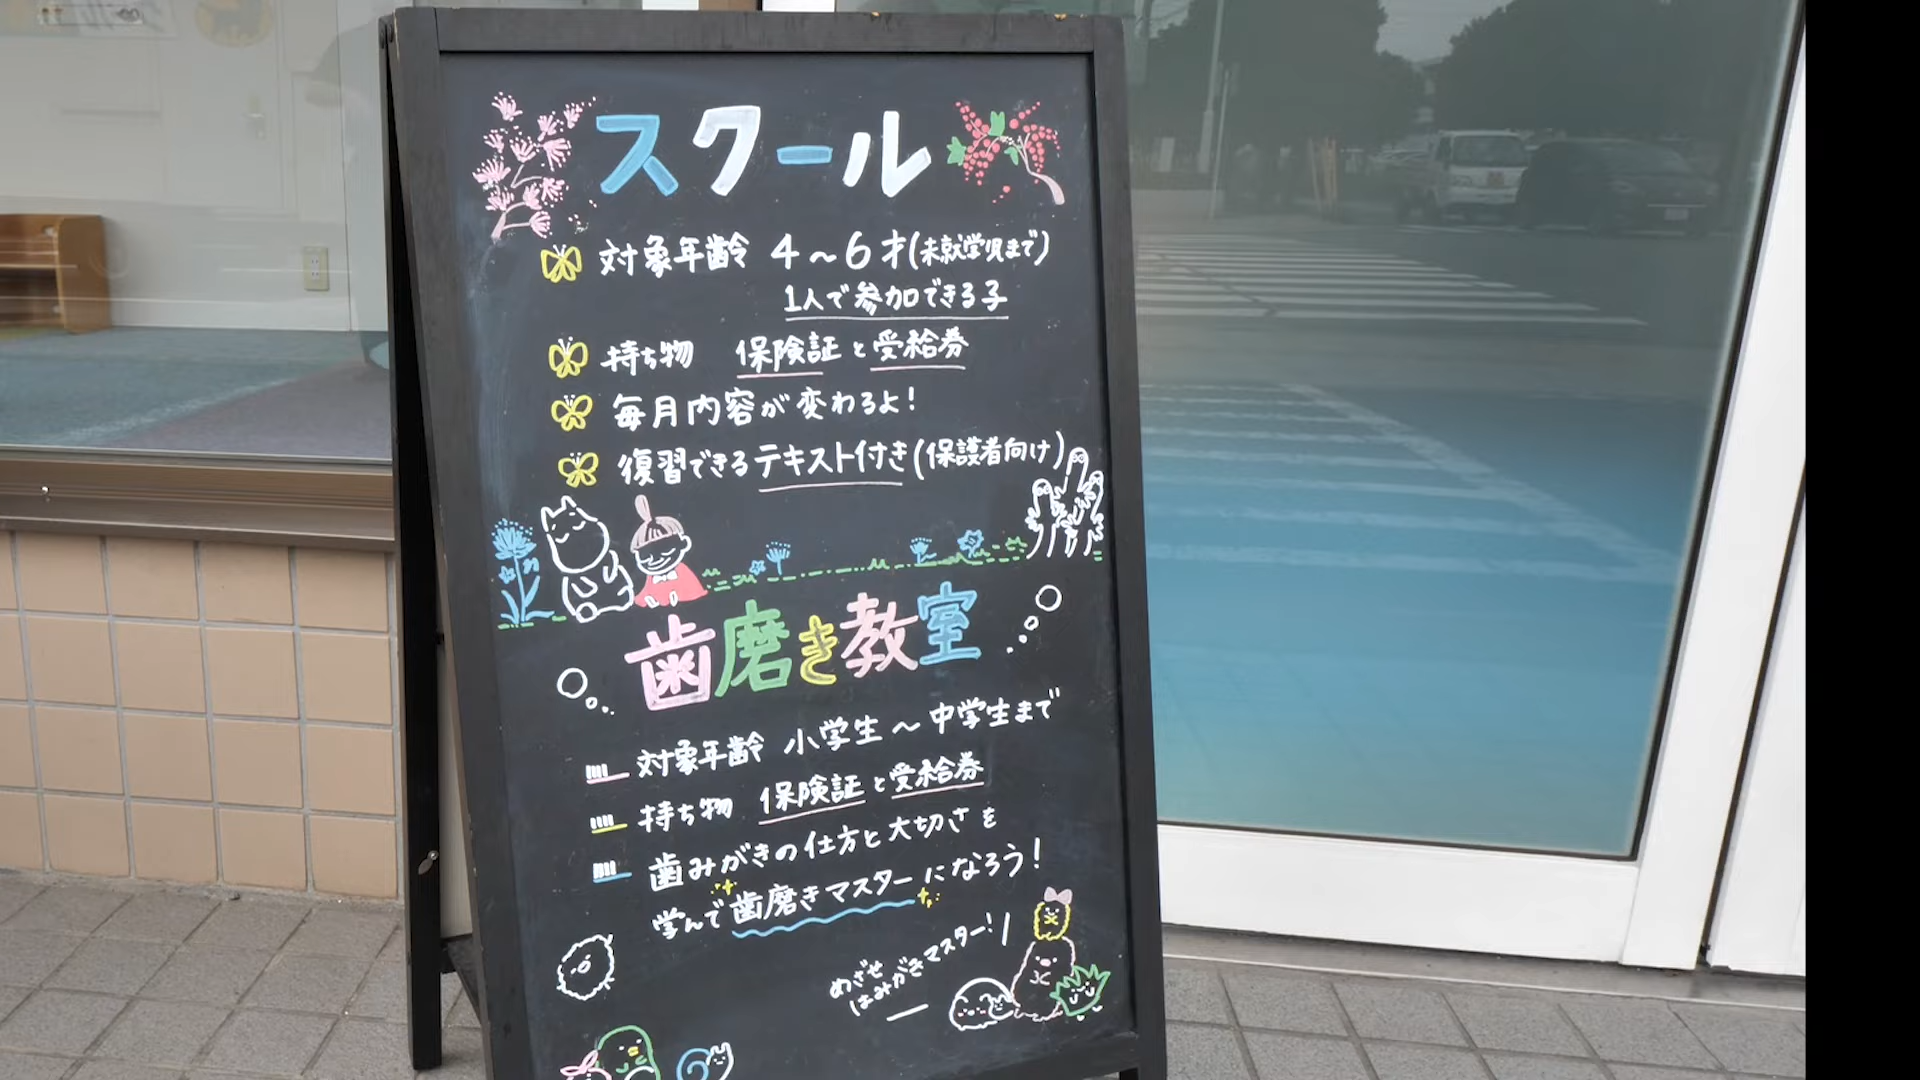 スクール
対象年齢 4～6才(未就学児まで)
1人で参加できる子
持ち物 保険証と受給券
毎月内容が変わるよ!
復習できるテキスト付き(保護者向け)
歯磨き教室
対象年齢 小学生～中学生まで
持ち物 保険証と受給券
歯みがきの仕方と大切さを
学んで歯磨きマスターになろう!
めざせ
はみがきマスター!